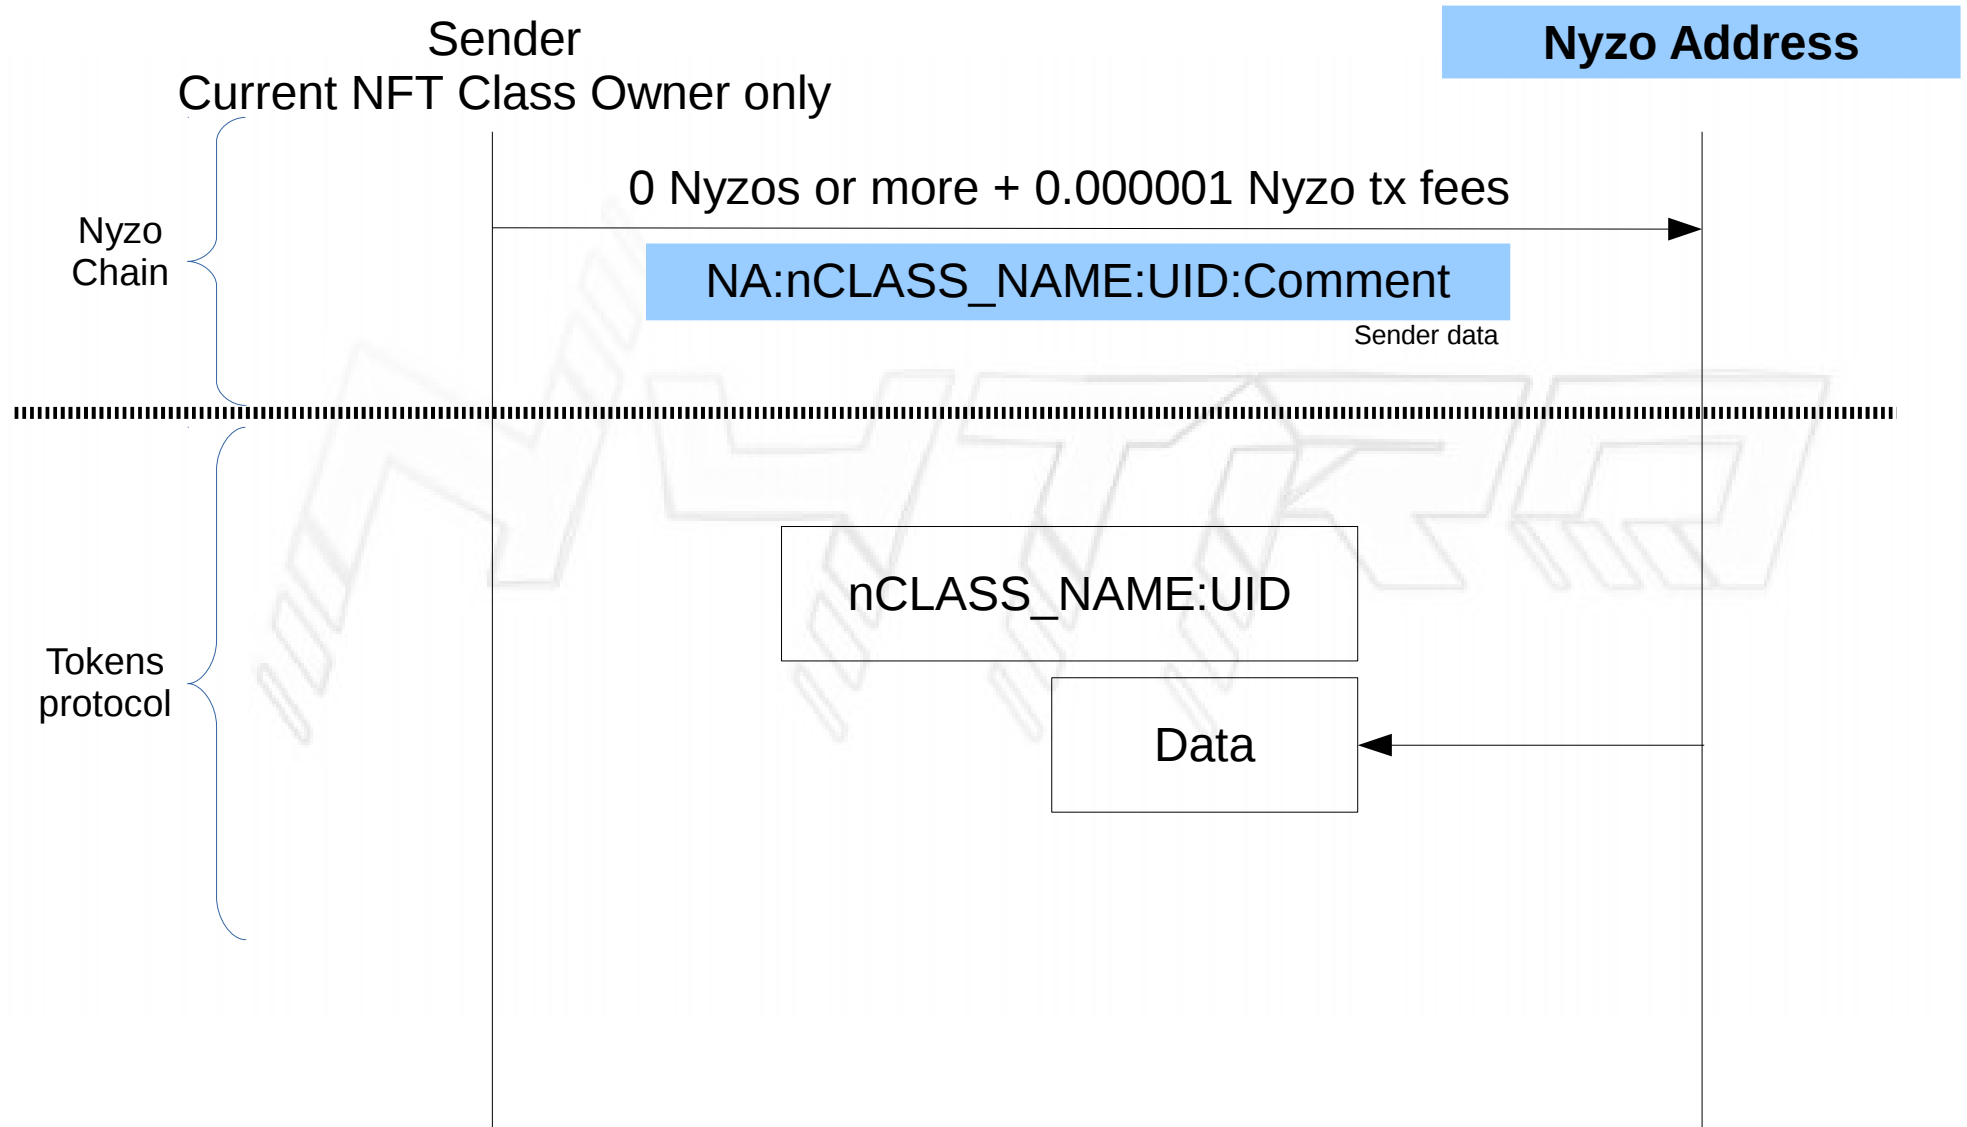 Sender
Current NFT Class Owner only
Nyzo Address
0 Nyzos or more + 0.000001 Nyzo tx fees
Nyzo
Chain
NA:nCLASS_NAME:UID:Comment
Sender data
NYTRO
nCLASS_NAME:UID
Tokens
protocol
Data